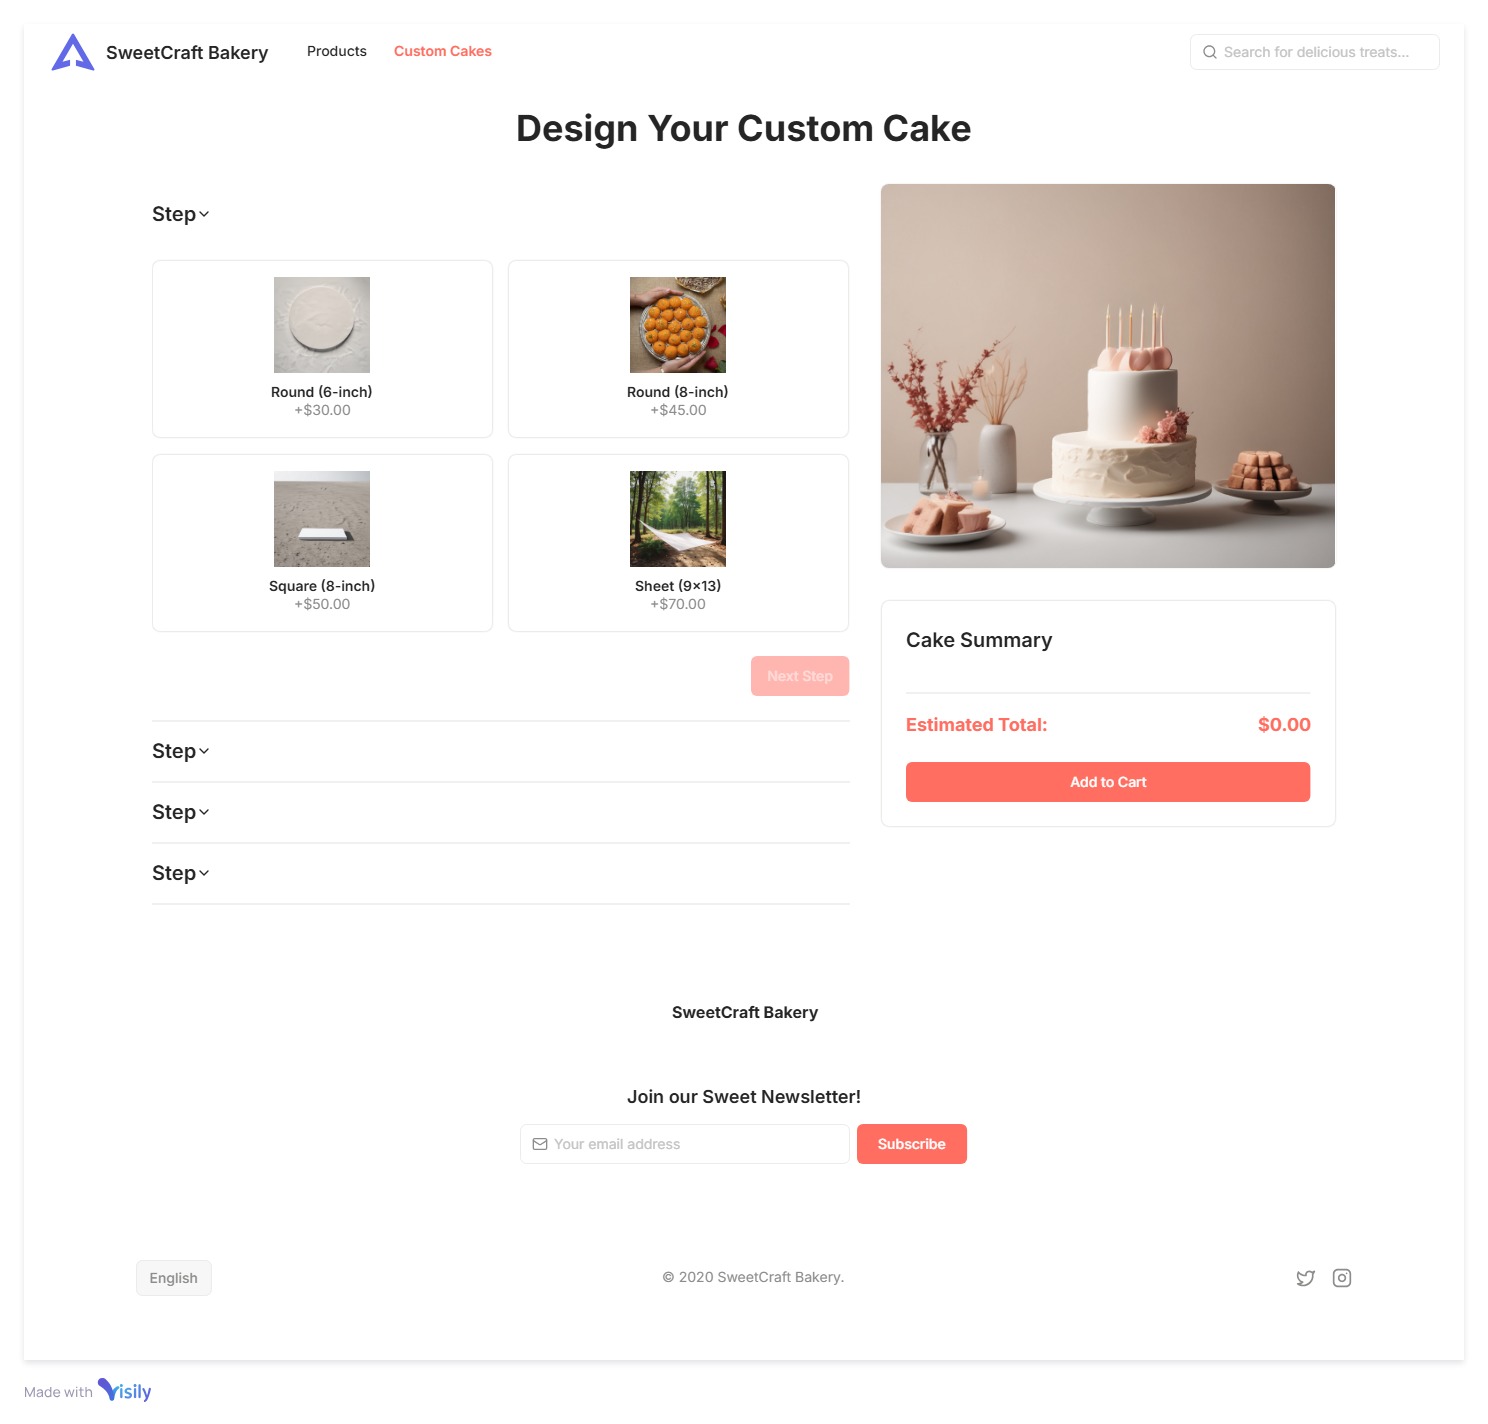 SweetCraft Bakery
Products
Custom Cakes
Search for delicious treats...
Design Your Custom Cake
Step
Round (6-inch)
+$30.00
Round (8-inch)
+$45.00
Square (8-inch)
+$50.00
Sheet (9×13)
+$70.00
Next Step
Step
Step
Step
Cake Summary
Estimated Total:
$0.00
Add to Cart
SweetCraft Bakery
Join our Sweet Newsletter!
Your email address
Subscribe
English
© 2020 SweetCraft Bakery.
Made with Visily